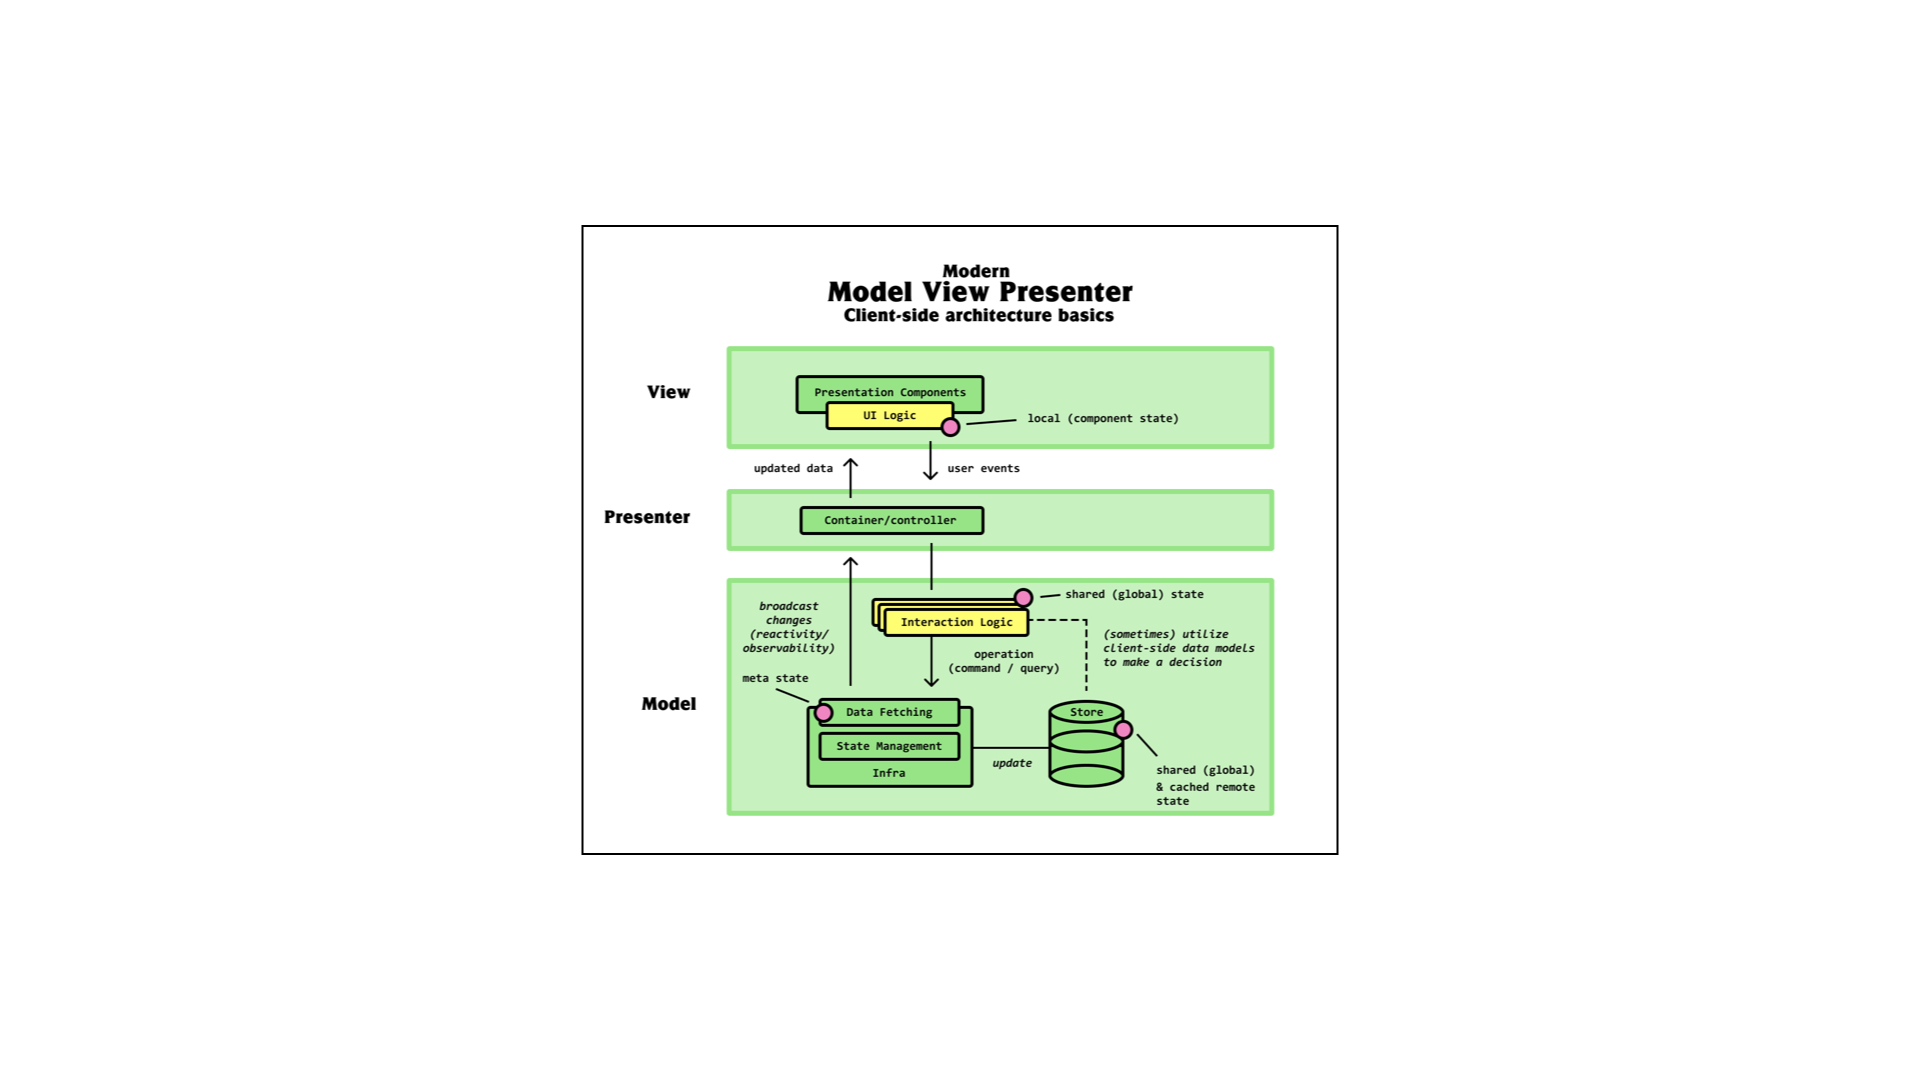 Modern
Model View Presenter
Client-side architecture basics
View
Presentation Components
UI Logic
local (component state)
updated data
user events
Presenter
Container/controller
shared (global) state
broadcast
changes
(reactivity/
observability)
Interaction Logic
(sometimes) utilize
client-side data models
to make a decision
operation
(command / query)
meta state
Model
Data Fetching
Store
State Management
update
Infra
shared (global)
& cached remote
state